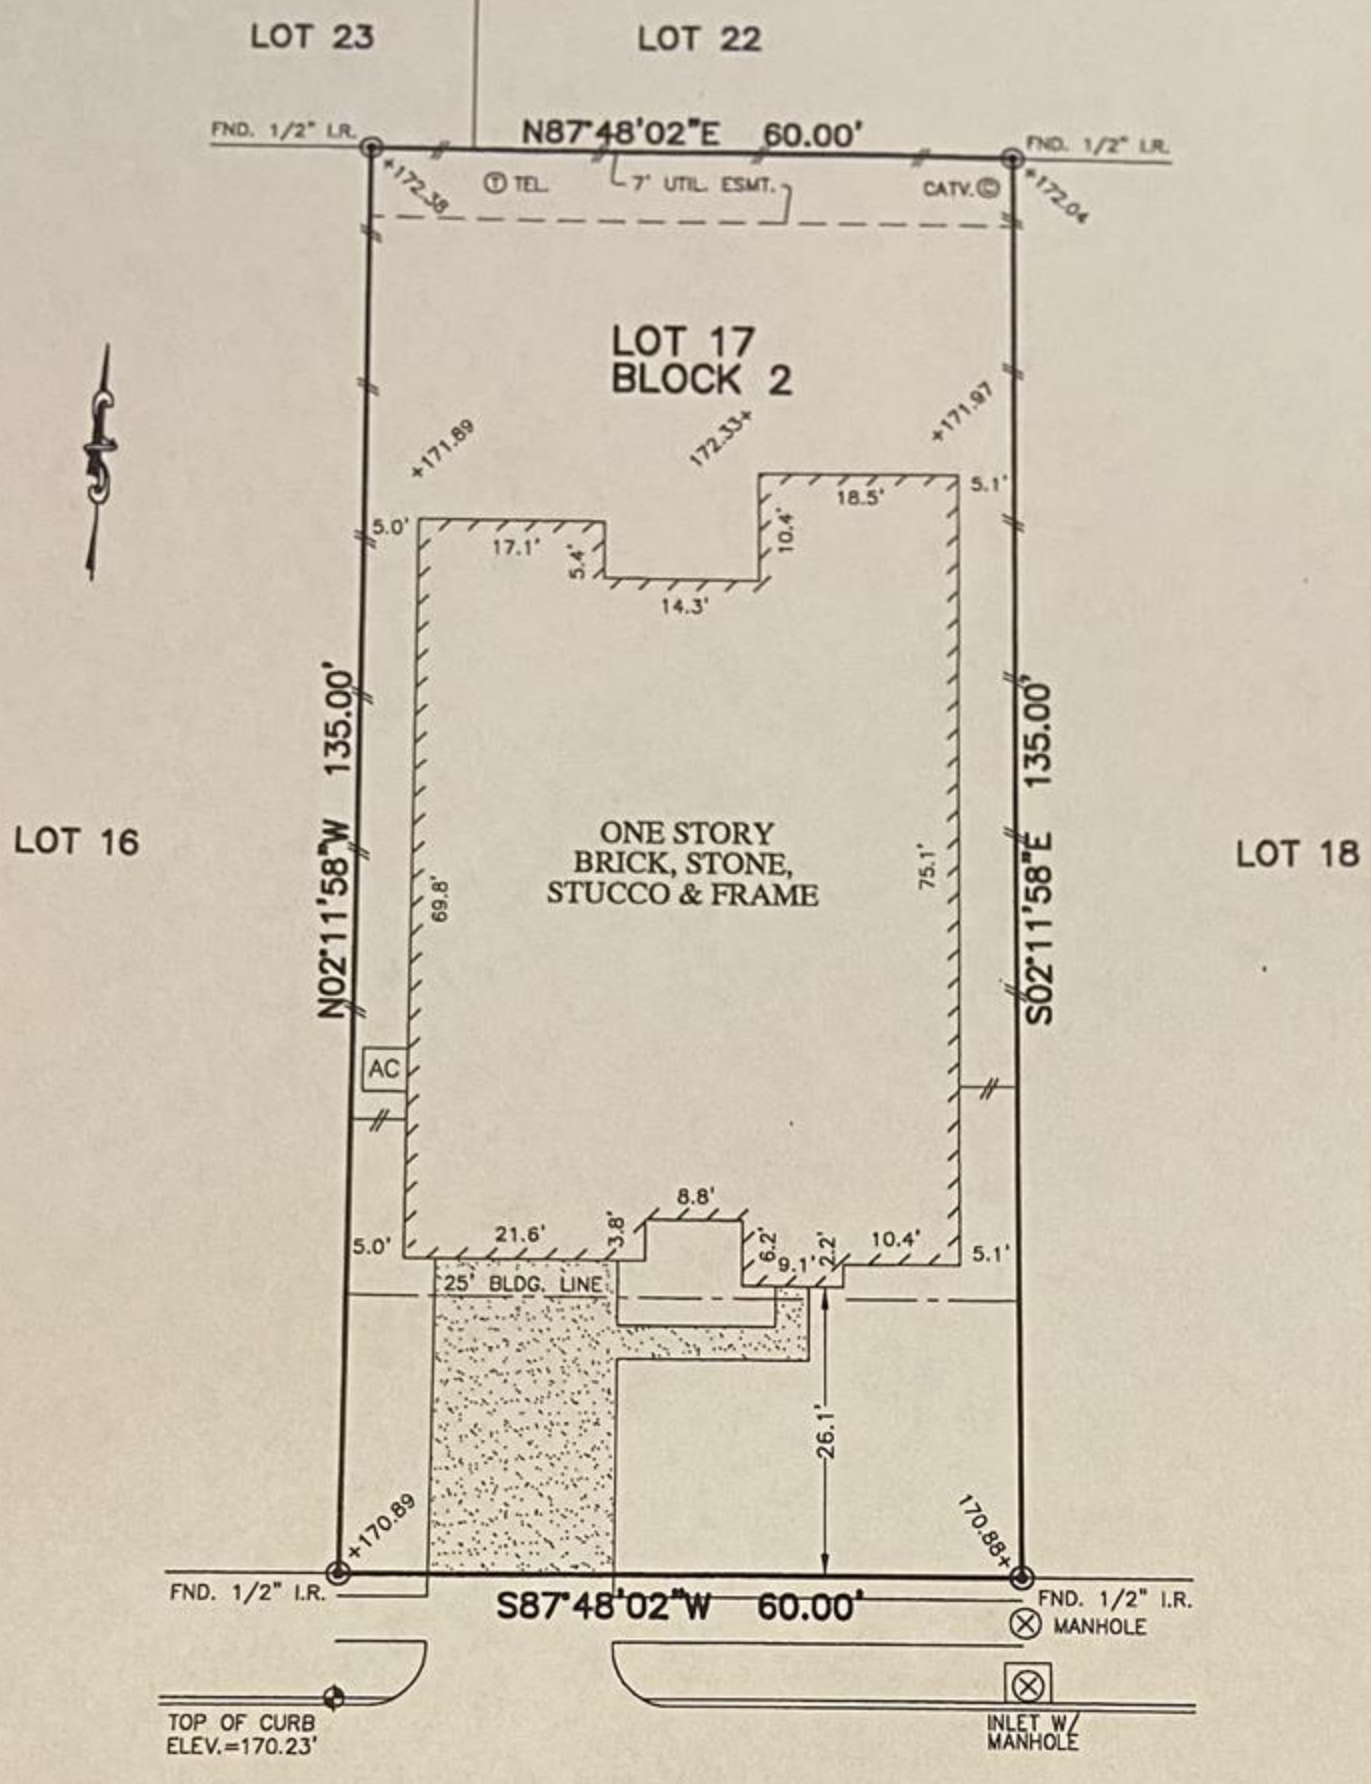 LOT 23
LOT 22
FND. 1/2" I.R.
N87°48'02"E 60.00'
FND. 1/2" I.R.
+172.38
Ⓣ TEL.
7' UTIL. ESMT.
CATV.Ⓒ
+172.04
LOT 17
BLOCK 2
+171.89
172.33+
+171.97
5.0'
17.1'
5.4'
14.3'
10.4'
18.5'
5.1'
N02°11'58"W 135.00'
S02°11'58"E 135.00'
LOT 16
ONE STORY
BRICK, STONE,
STUCCO & FRAME
LOT 18
69.8'
75.1'
AC
5.0'
21.6'
3.8'
8.8'
6.2'
9.1'
2.2'
10.4'
5.1'
25' BLDG. LINE
26.1'
+170.89
170.88+
FND. 1/2" I.R.
S87°48'02"W 60.00'
FND. 1/2" I.R.
MANHOLE
TOP OF CURB
ELEV.=170.23'
INLET W/
MANHOLE